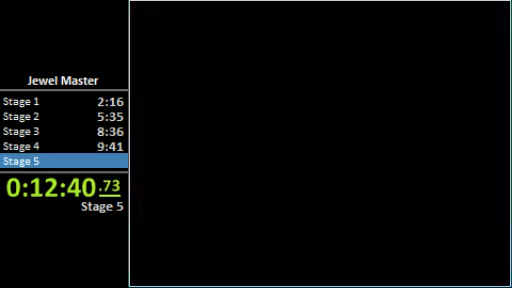 Jewel Master
Stage 1 2:16
Stage 2 5:35
Stage 3 8:36
Stage 4 9:41
Stage 5
0:12:40.73
Stage 5